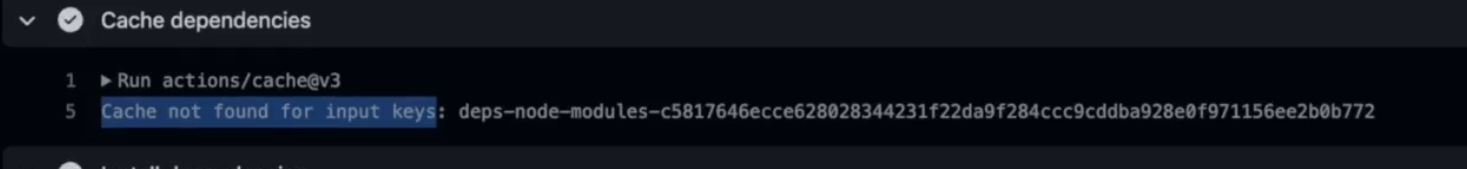 Cache dependencies
1 Run actions/cache@v3
5 Cache not found for input keys: deps-node-modules-c5817646ecce628028344231f22da9f284ccc9cddba928e0f971156ee2b0b772